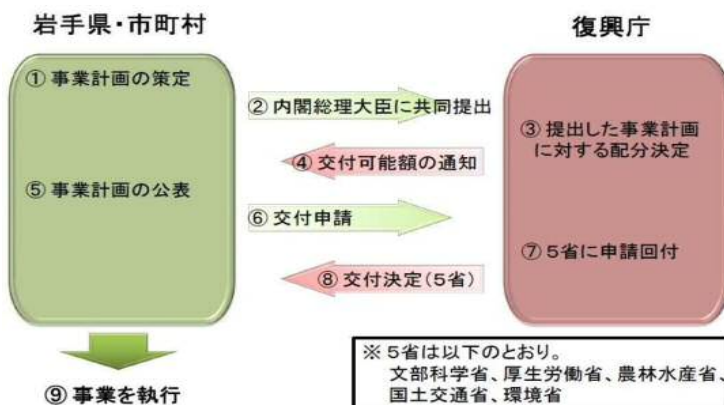 岩手県・市町村
復興庁
① 事業計画の策定
② 内閣総理大臣に共同提出
③ 提出した事業計画
に対する配分決定
④ 交付可能額の通知
⑤ 事業計画の公表
⑥ 交付申請
⑦ 5省に申請回付
⑧ 交付決定(5省)
⑨ 事業を執行
※ 5省は以下のとおり。
文部科学省、厚生労働省、農林水産省、
国土交通省、環境省